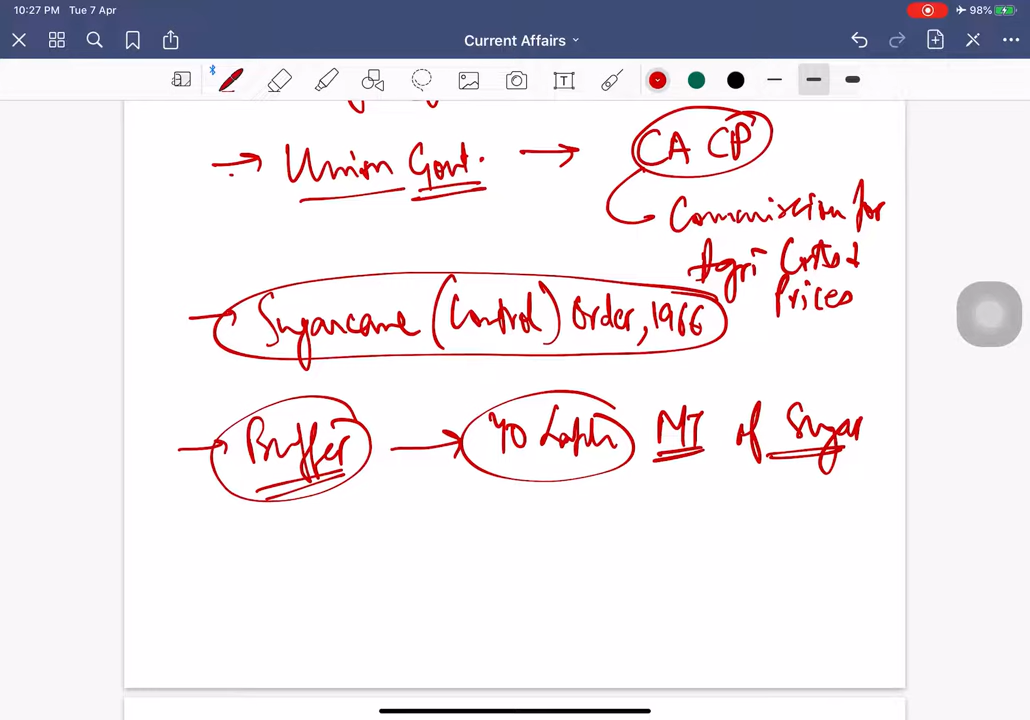 10:27 PM Tue 7 Apr 98%
Current Affairs
→ Union Govt. → CACP
Commission for
Agri Costs &
Prices
→ Sugarcane (Control) Order, 1966
→ Buffer → 40 Lakh MT of Sugar